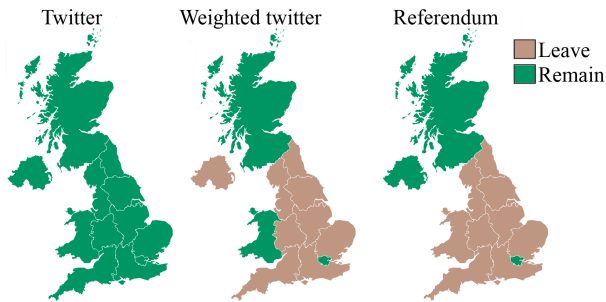 Twitter
Weighted twitter
Referendum
Leave
Remain